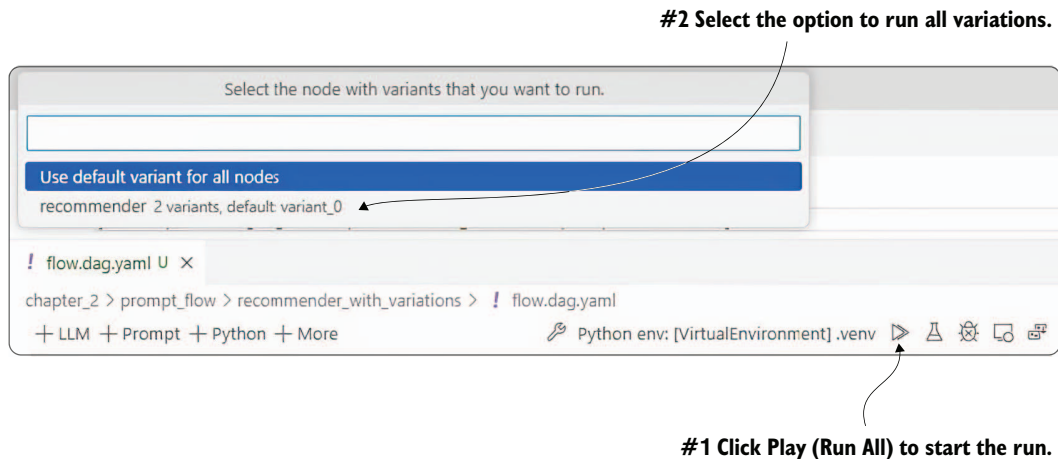 #2 Select the option to run all variations.
Select the node with variants that you want to run.
Use default variant for all nodes
recommender 2 variants, default: variant_0
! flow.dag.yaml U ×
chapter_2 > prompt_flow > recommender_with_variations > ! flow.dag.yaml
+ LLM + Prompt + Python + More Python env: [VirtualEnvironment] .venv
#1 Click Play (Run All) to start the run.